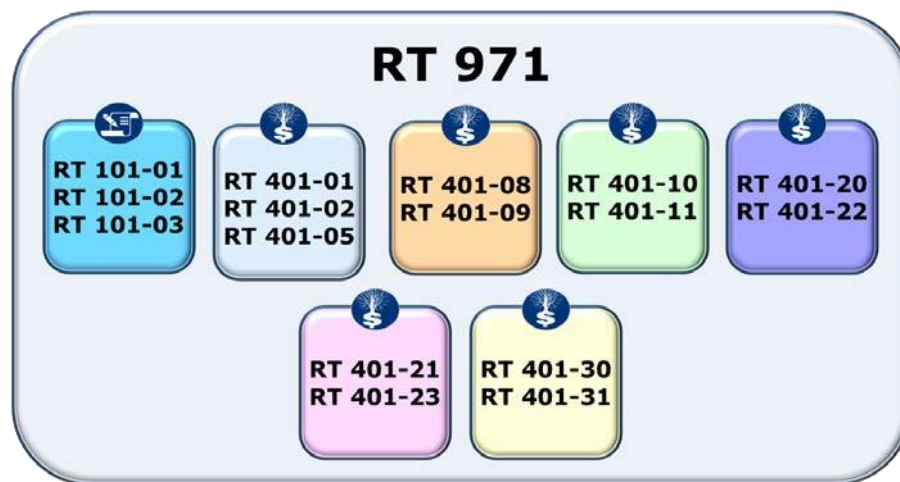 RT 971
RT 101-01
RT 101-02
RT 101-03
RT 401-01
RT 401-02
RT 401-05
RT 401-08
RT 401-09
RT 401-10
RT 401-11
RT 401-20
RT 401-22
RT 401-21
RT 401-23
RT 401-30
RT 401-31